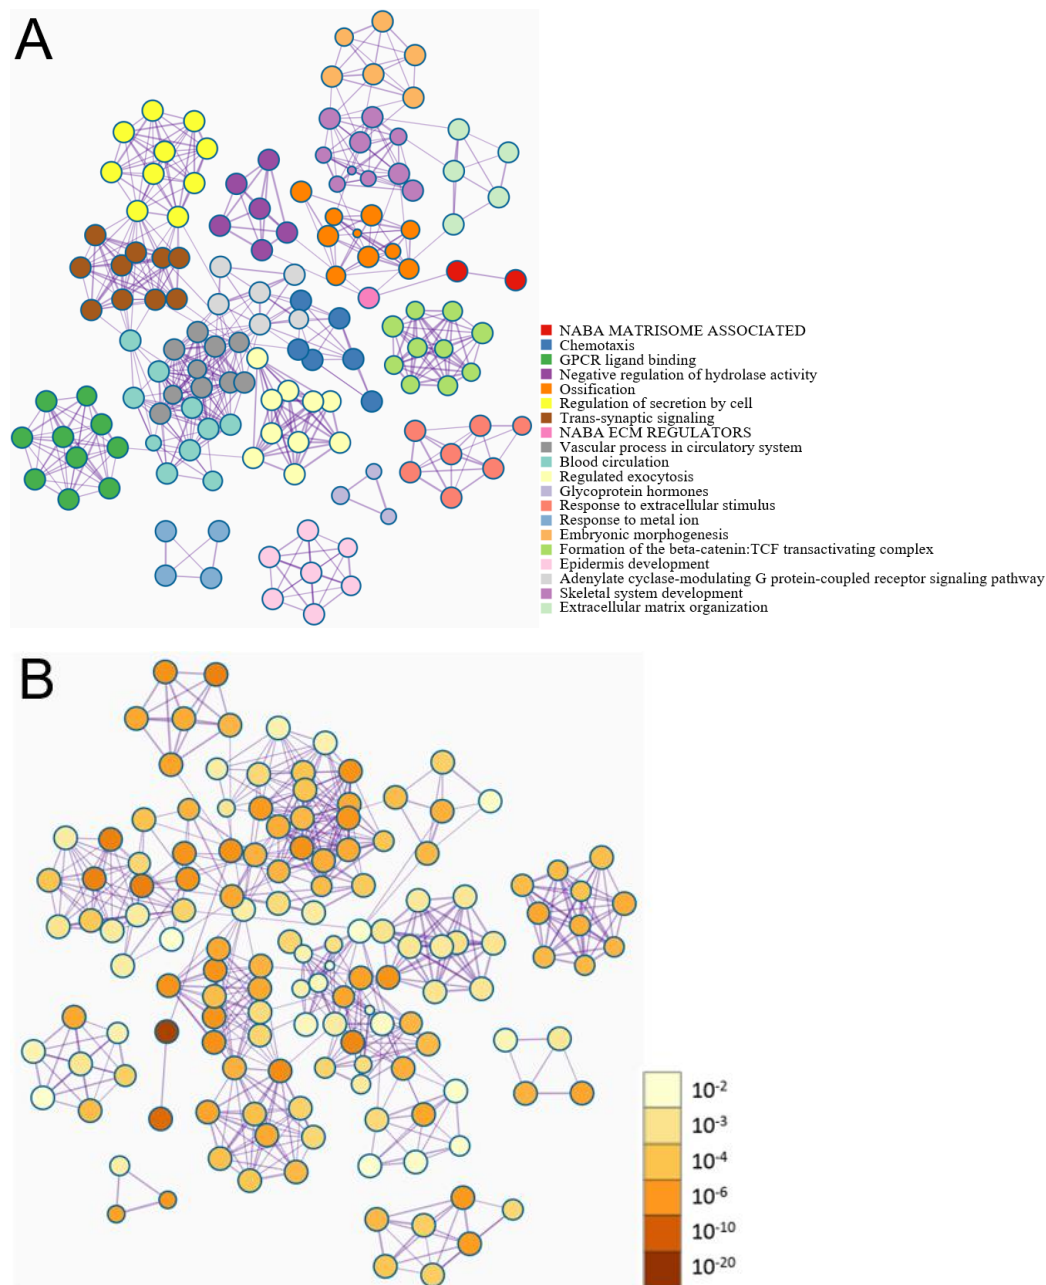 A
NABA MATRISOME ASSOCIATED
Chemotaxis
GPCR ligand binding
Negative regulation of hydrolase activity
Ossification
Regulation of secretion by cell
Trans-synaptic signaling
NABA ECM REGULATORS
Vascular process in circulatory system
Blood circulation
Regulated exocytosis
Glycoprotein hormones
Response to extracellular stimulus
Response to metal ion
Embryonic morphogenesis
Formation of the beta-catenin:TCF transactivating complex
Epidermis development
Adenylate cyclase-modulating G protein-coupled receptor signaling pathway
Skeletal system development
Extracellular matrix organization
B
10-2
10-3
10-4
10-6
10-10
10-20